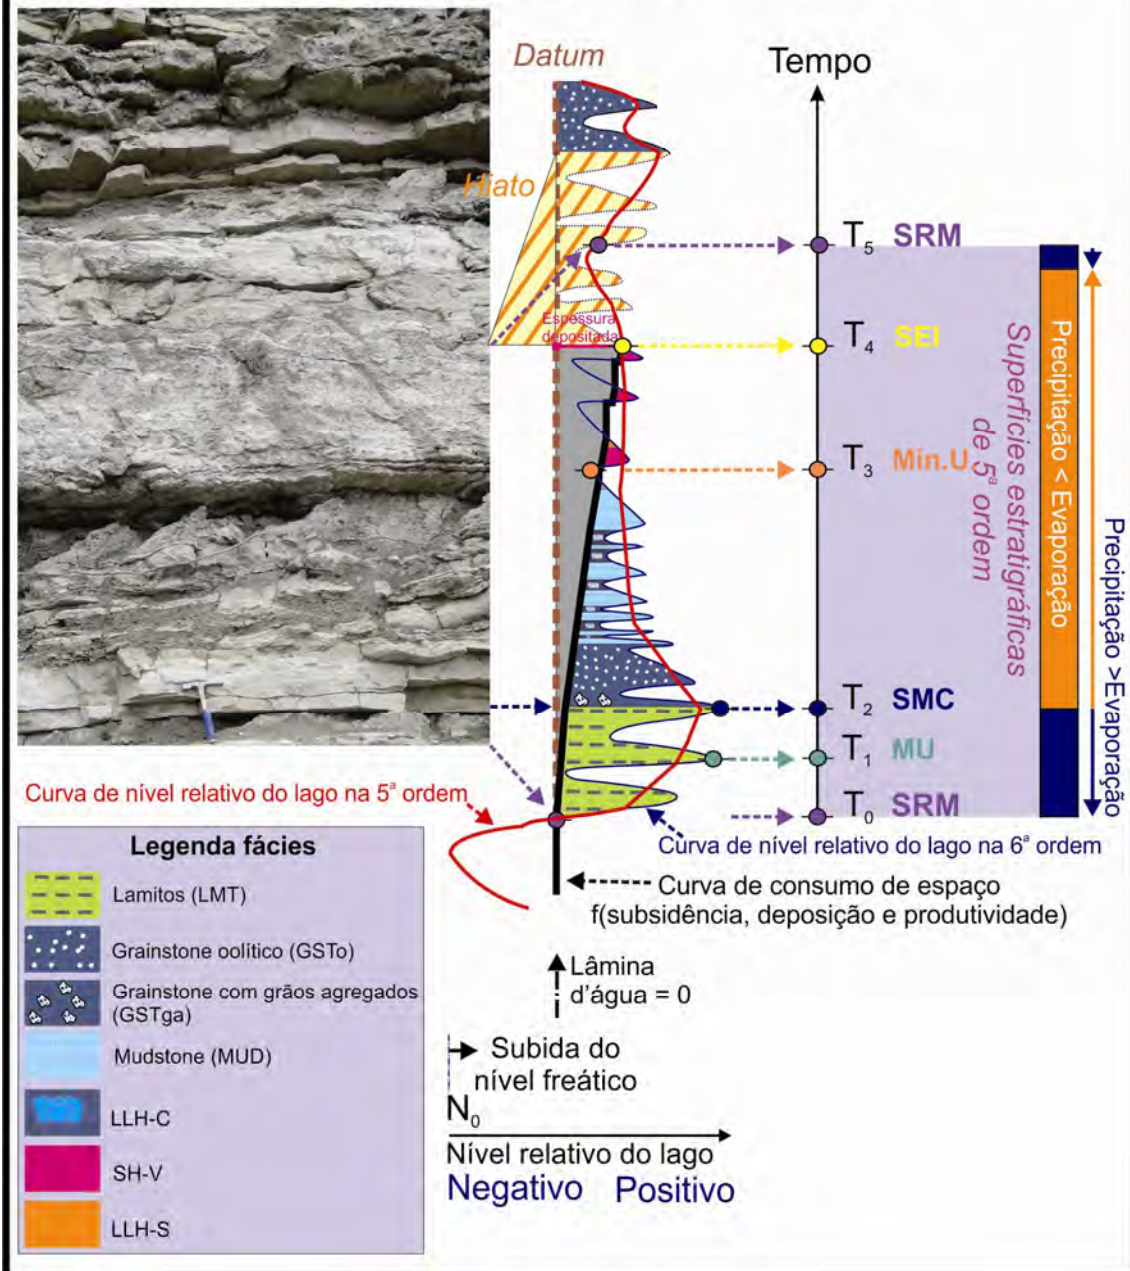 Datum
Tempo
Hiato
T5 SRM
Espessura
depositada
T4 SEI
T3 Min.U.
T2 SMC
T1 MU
T0 SRM
Superfícies estratigráficas
de 5ª ordem
Precipitação < Evaporação
Precipitação >Evaporação
Curva de nível relativo do lago na 5ª ordem
Curva de nível relativo do lago na 6ª ordem
Curva de consumo de espaço
f(subsidência, deposição e produtividade)
Legenda fácies
Lamitos (LMT)
Grainstone oolítico (GSTo)
Grainstone com grãos agregados
(GSTga)
Mudstone (MUD)
LLH-C
SH-V
LLH-S
Lâmina
d'água = 0
Subida do
nível freático
N0
Nível relativo do lago
Negativo Positivo